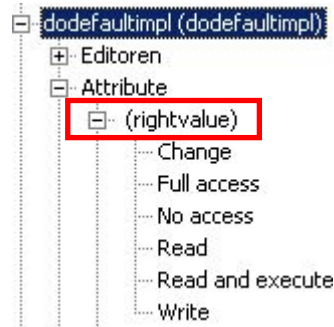 dodefaultimpl (dodefaultimpl)
Editoren
Attribute
(rightvalue)
Change
Full access
No access
Read
Read and execute
Write